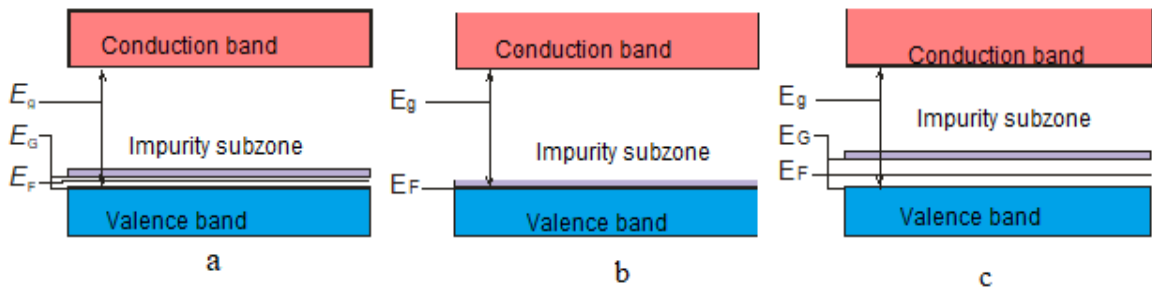 Conduction band
Eg
EG
Impurity subzone
EF
Valence band
a
Conduction band
Eg
Impurity subzone
EF
Valence band
b
Conduction band
Eg
EG
Impurity subzone
EF
Valence band
c